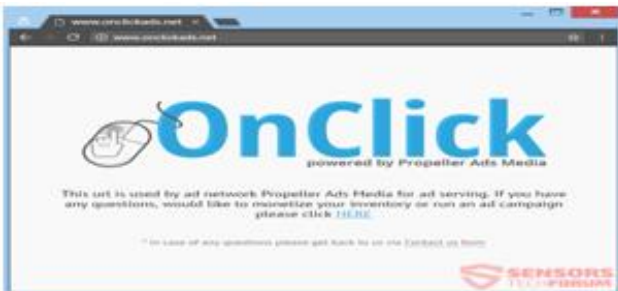 www.onclickads.net
www.onclickads.net
OnClick
powered by Propeller Ads Media
This url is used by ad network Propeller Ads Media for ad serving. If you have
any questions, would like to monetize your inventory or run an ad campaign
please click HERE
* In case of any questions please get back to us via Contact us form
SENSORS
TECH FORUM